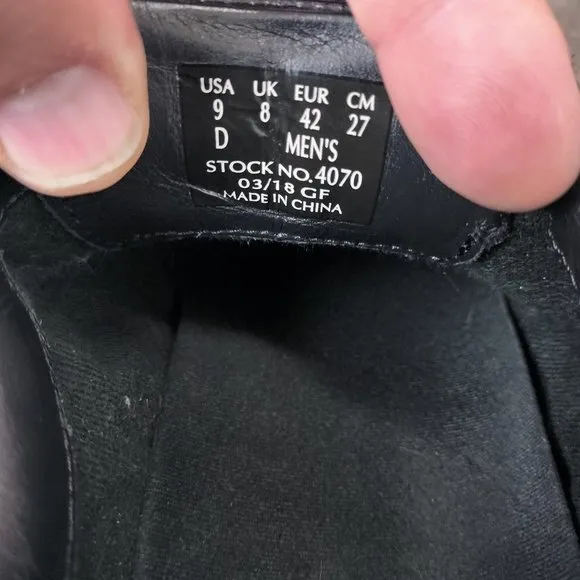 USA UK EUR CM
9 8 42 27
D MEN'S
STOCK NO. 4070
03/18 GF
MADE IN CHINA